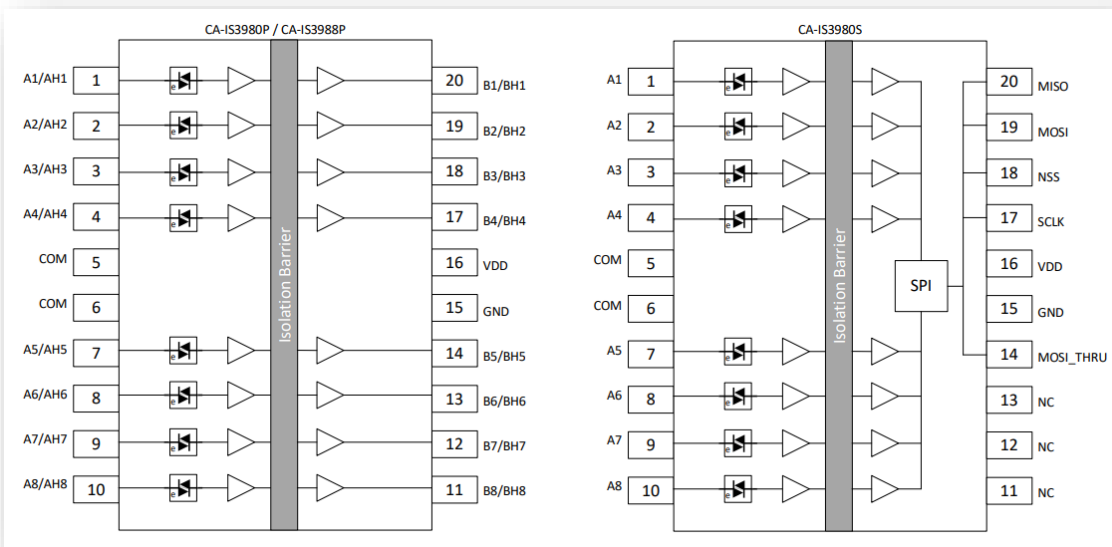 CA-IS3980P / CA-IS3988P
A1/AH1 1 20 B1/BH1
A2/AH2 2 19 B2/BH2
A3/AH3 3 18 B3/BH3
A4/AH4 4 17 B4/BH4
COM 5 16 VDD
COM 6 15 GND
A5/AH5 7 14 B5/BH5
A6/AH6 8 13 B6/BH6
A7/AH7 9 12 B7/BH7
A8/AH8 10 11 B8/BH8
e
e
e
e
e
e
e
e
Isolation Barrier
CA-IS3980S
A1 1 20 MISO
A2 2 19 MOSI
A3 3 18 NSS
A4 4 17 SCLK
COM 5 16 VDD
COM 6 15 GND
A5 7 14 MOSI_THRU
A6 8 13 NC
A7 9 12 NC
A8 10 11 NC
e
e
e
e
e
e
e
e
Isolation Barrier
SPI